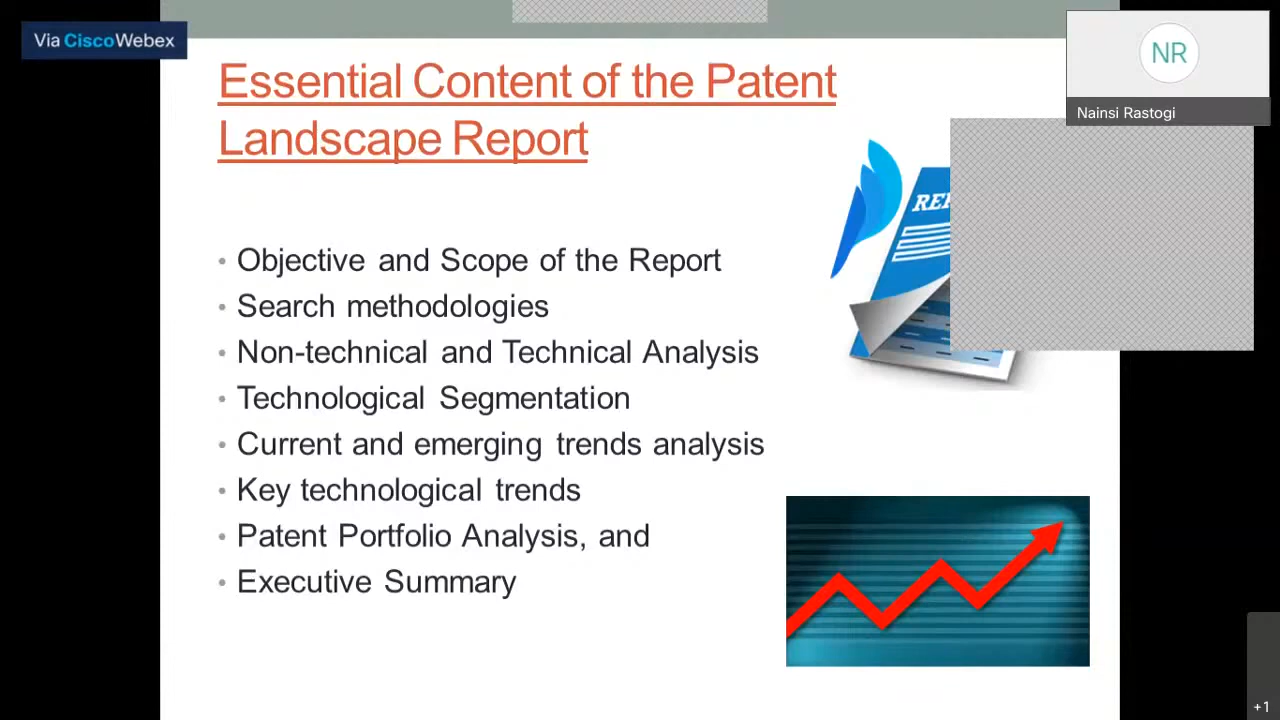 Via CiscoWebex
NR
Nainsi Rastogi
Essential Content of the Patent
Landscape Report
• Objective and Scope of the Report
• Search methodologies
• Non-technical and Technical Analysis
• Technological Segmentation
• Current and emerging trends analysis
• Key technological trends
• Patent Portfolio Analysis, and
• Executive Summary
+1